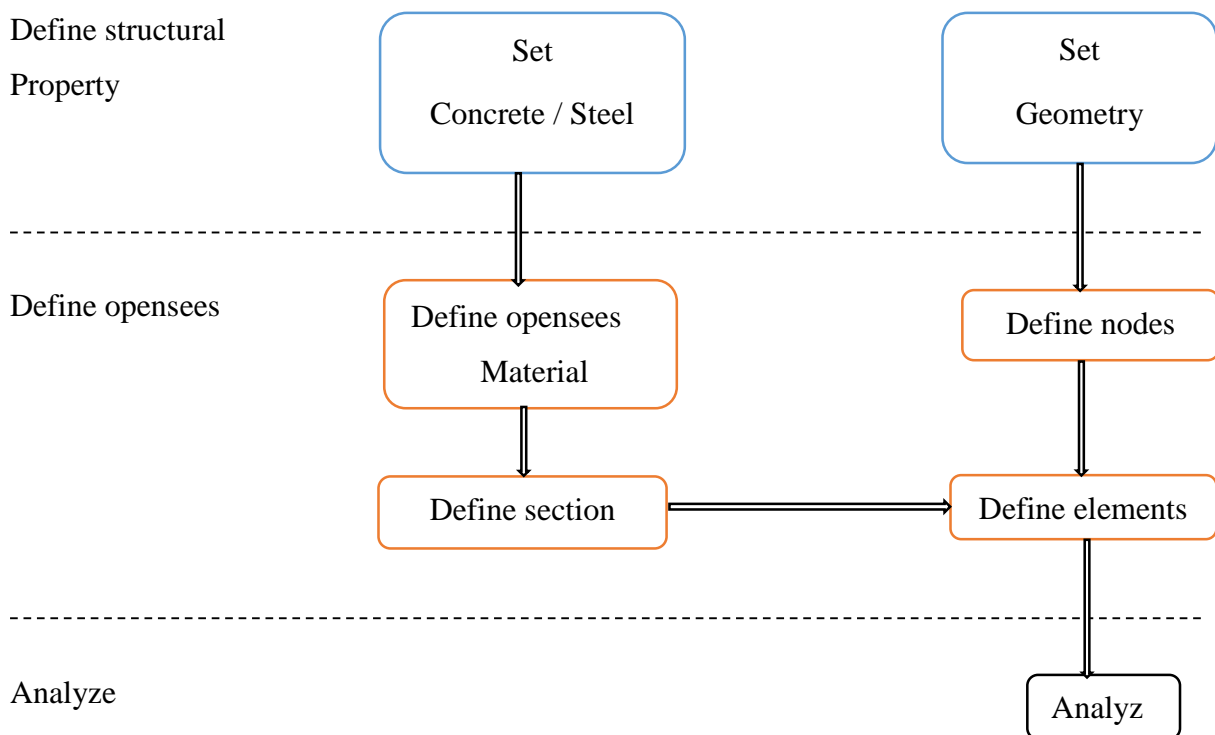 Define structural
Property
Set
Concrete / Steel
Set
Geometry
Define opensees
Define opensees
Material
Define nodes
Define section
Define elements
Analyze
Analyz